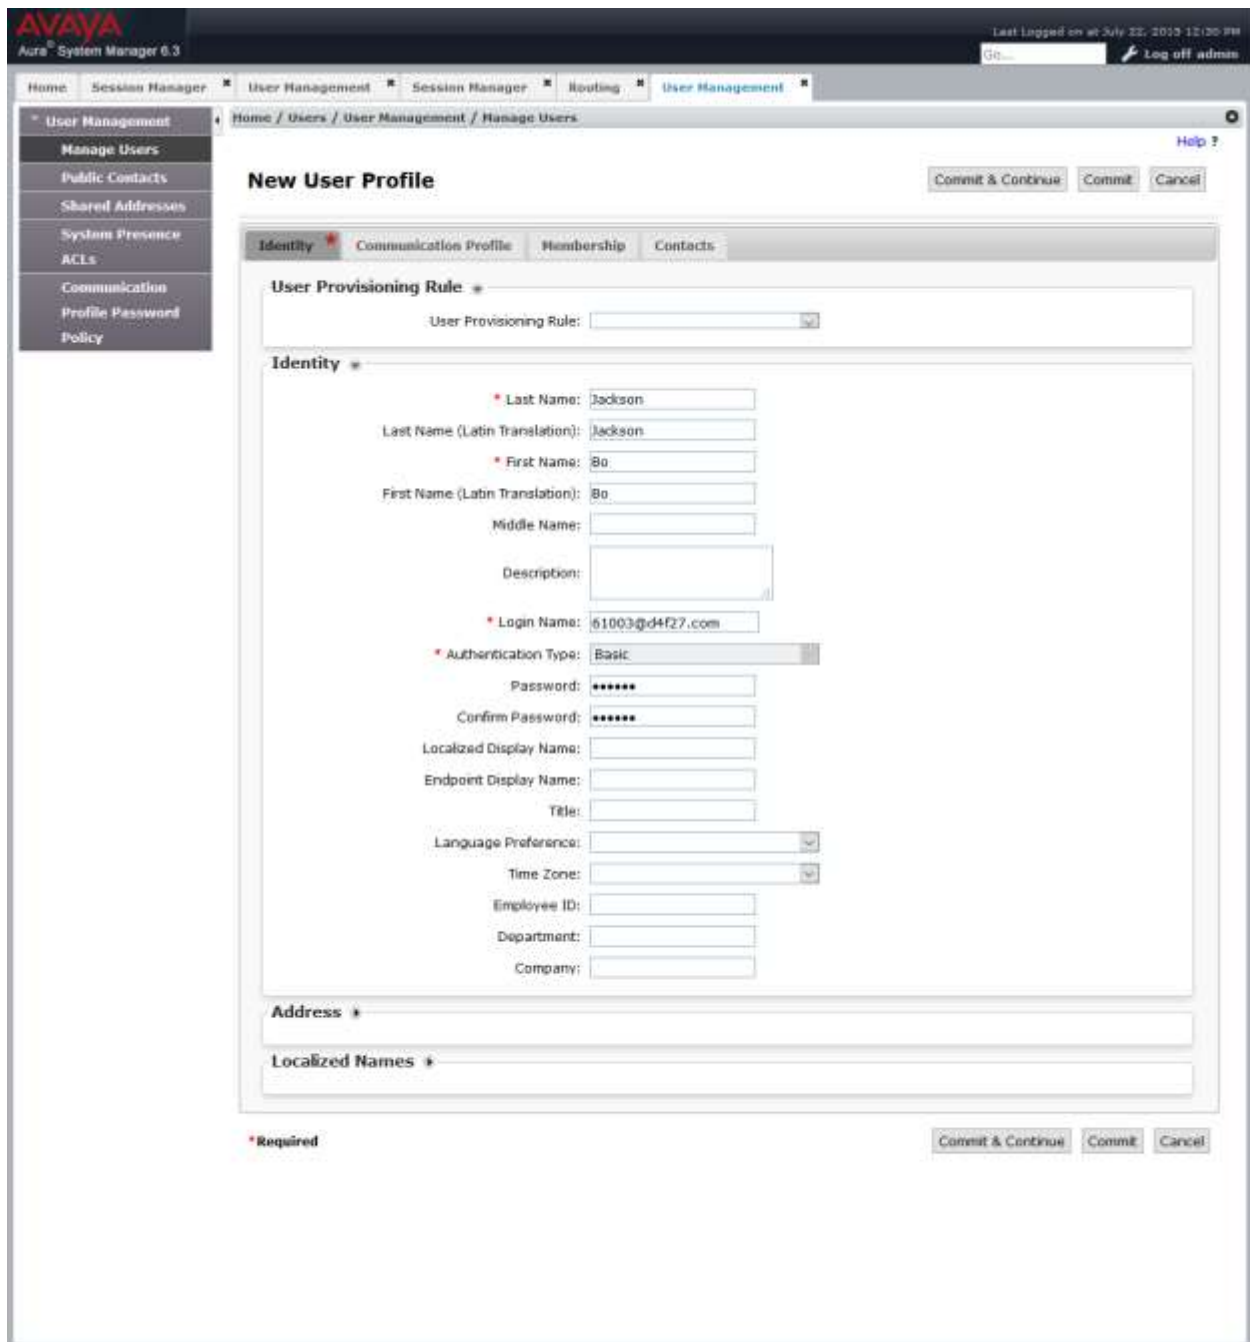 AVAYA
Aura® System Manager 6.3
Last Logged on at July 22, 2015 12:36 PM
Go...
Log off admin
Home Session Manager User Management Session Manager Routing User Management
User Management
Manage Users
Public Contacts
Shared Addresses
System Presence
ACLs
Communication
Profile Password
Policy
Home / Users / User Management / Manage Users
Help ?
New User Profile
Commit & Continue Commit Cancel
Identity * Communication Profile Membership Contacts
User Provisioning Rule
User Provisioning Rule:
Identity
* Last Name: Jackson
Last Name (Latin Translation): Jackson
* First Name: Bo
First Name (Latin Translation): Bo
Middle Name:
Description:
* Login Name: 61003@d4f27.com
* Authentication Type: Basic
Password: ••••••
Confirm Password: ••••••
Localized Display Name:
Endpoint Display Name:
Title:
Language Preference:
Time Zone:
Employee ID:
Department:
Company:
Address
Localized Names
*Required
Commit & Continue Commit Cancel